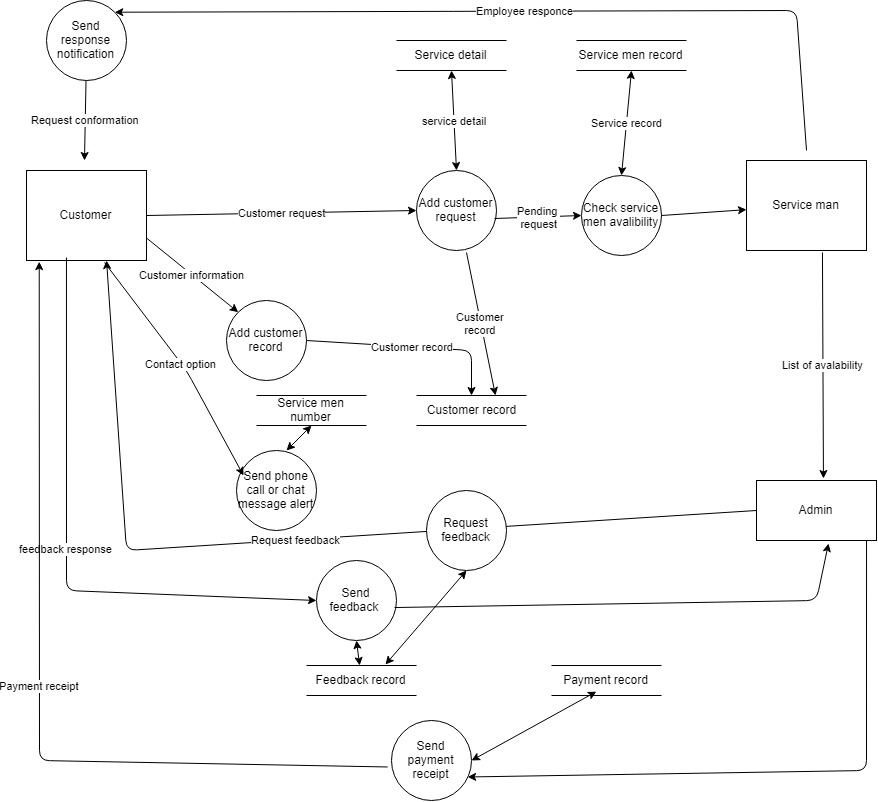 Employee responce
Send
response
notification
Service detail
Service men record
Request conformation
service detail
Service record
Customer
Customer request
Add customer
request
Pending
request
Check service
men avalibility
Service man
Customer information
Add customer
record
Customer record
Customer
record
Contact option
List of avalability
Service men
number
Customer record
Send phone
call or chat
message alert
Request
feedback
Admin
Request feedback
feedback response
Send
feedback
Feedback record
Payment record
Payment receipt
Send
payment
receipt